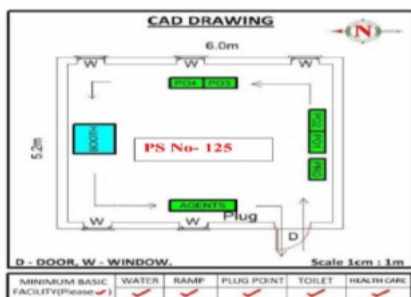 CAD DRAWING
6.0m
N
W W W
PO4 PO3
5.2m
BOOTH
PO2
PO1
PRO
PS No- 125
AGENTS
Plug
W W
D
D - DOOR, W - WINDOW. Scale 1cm : 1m
MINIMUM BASIC FACILITY(Please ✓) WATER RAMP PLUG POINT TOILET HEALTH CARE